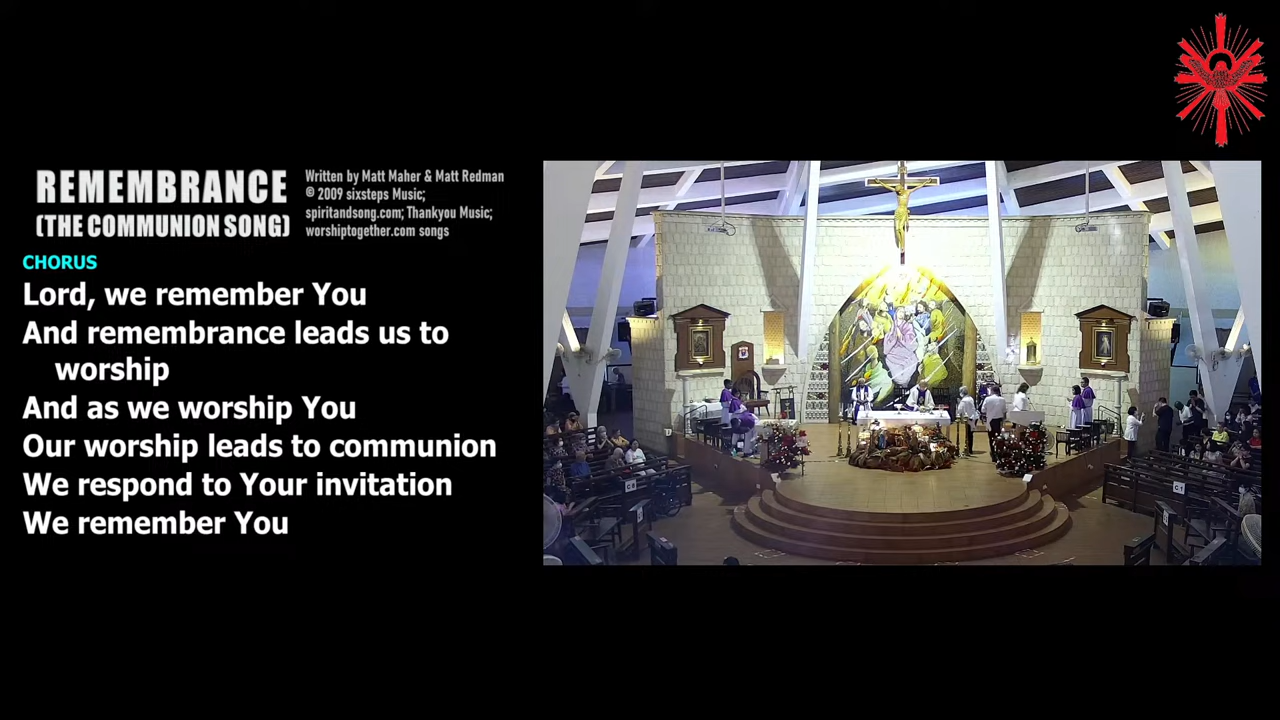 REMEMBRANCE
(THE COMMUNION SONG)
Written by Matt Maher & Matt Redman
© 2009 sixsteps Music;
spiritandsong.com; Thankyou Music;
worshiptogether.com songs
CHORUS
Lord, we remember You
And remembrance leads us to
worship
And as we worship You
Our worship leads to communion
We respond to Your invitation
We remember You
C 1